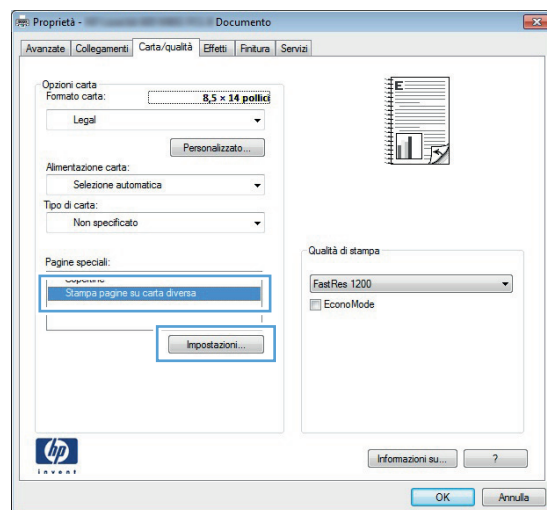 Proprietà - Documento
Avanzate Collegamenti Carta/qualità Effetti Finitura Servizi
Opzioni carta
Formato carta: 8,5 × 14 pollici
Legal
Personalizzato...
Alimentazione carta:
Selezione automatica
Tipo di carta:
Non specificato
Pagine speciali:
Copertine
Stampa pagine su carta diversa
Impostazioni...
E
Qualità di stampa
FastRes 1200
EconoMode
hp
invent
Informazioni su... ?
OK Annulla